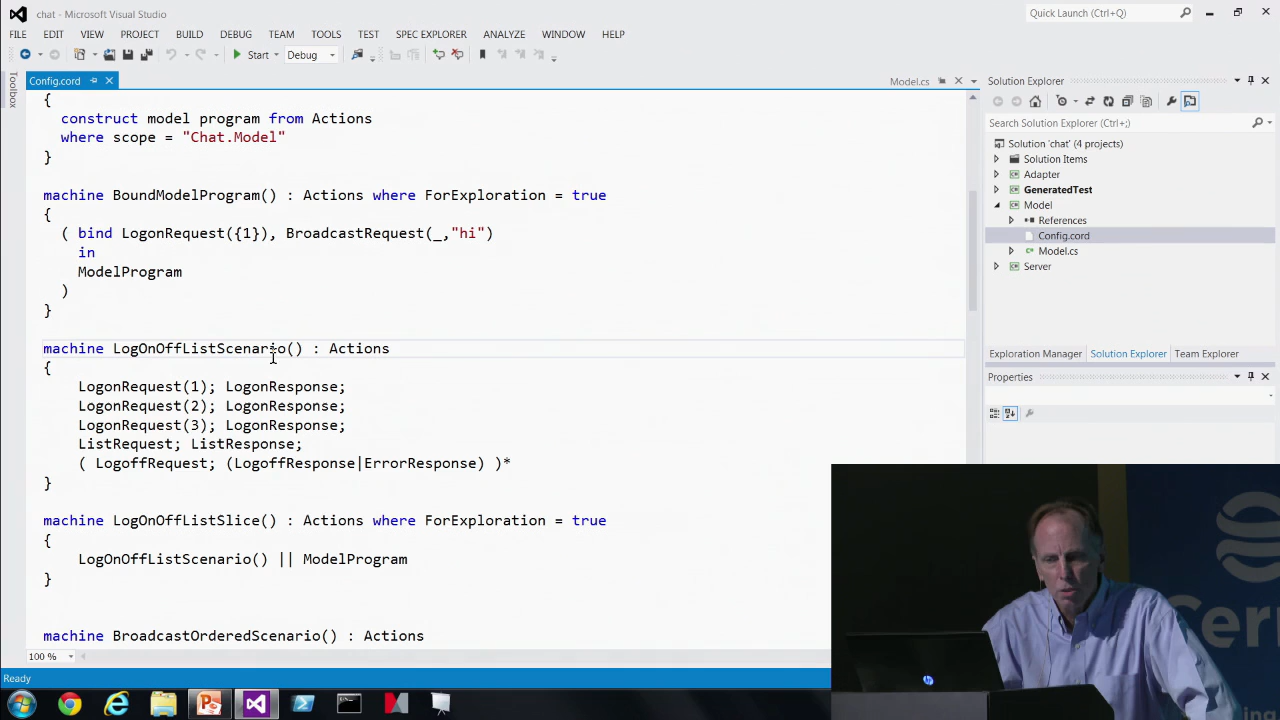 chat - Microsoft Visual Studio
Quick Launch (Ctrl+Q)
FILE EDIT VIEW PROJECT BUILD DEBUG TEAM TOOLS TEST SPEC EXPLORER ANALYZE WINDOW HELP
Start Debug
Toolbox
Config.cord
Model.cs
{
construct model program from Actions
where scope = "Chat.Model"
}
machine BoundModelProgram() : Actions where ForExploration = true
{
( bind LogonRequest({1}), BroadcastRequest(_,"hi")
in
ModelProgram
)
}
machine LogOnOffListScenario() : Actions
{
LogonRequest(1); LogonResponse;
LogonRequest(2); LogonResponse;
LogonRequest(3); LogonResponse;
ListRequest; ListResponse;
( LogoffRequest; (LogoffResponse|ErrorResponse) )*
}
machine LogOnOffListSlice() : Actions where ForExploration = true
{
LogOnOffListScenario() || ModelProgram
}
machine BroadcastOrderedScenario() : Actions
100 %
Ready
Solution Explorer
Search Solution Explorer (Ctrl+;)
Solution 'chat' (4 projects)
Solution Items
Adapter
GeneratedTest
Model
References
Config.cord
Model.cs
Server
Exploration Manager Solution Explorer Team Explorer
Properties
hp